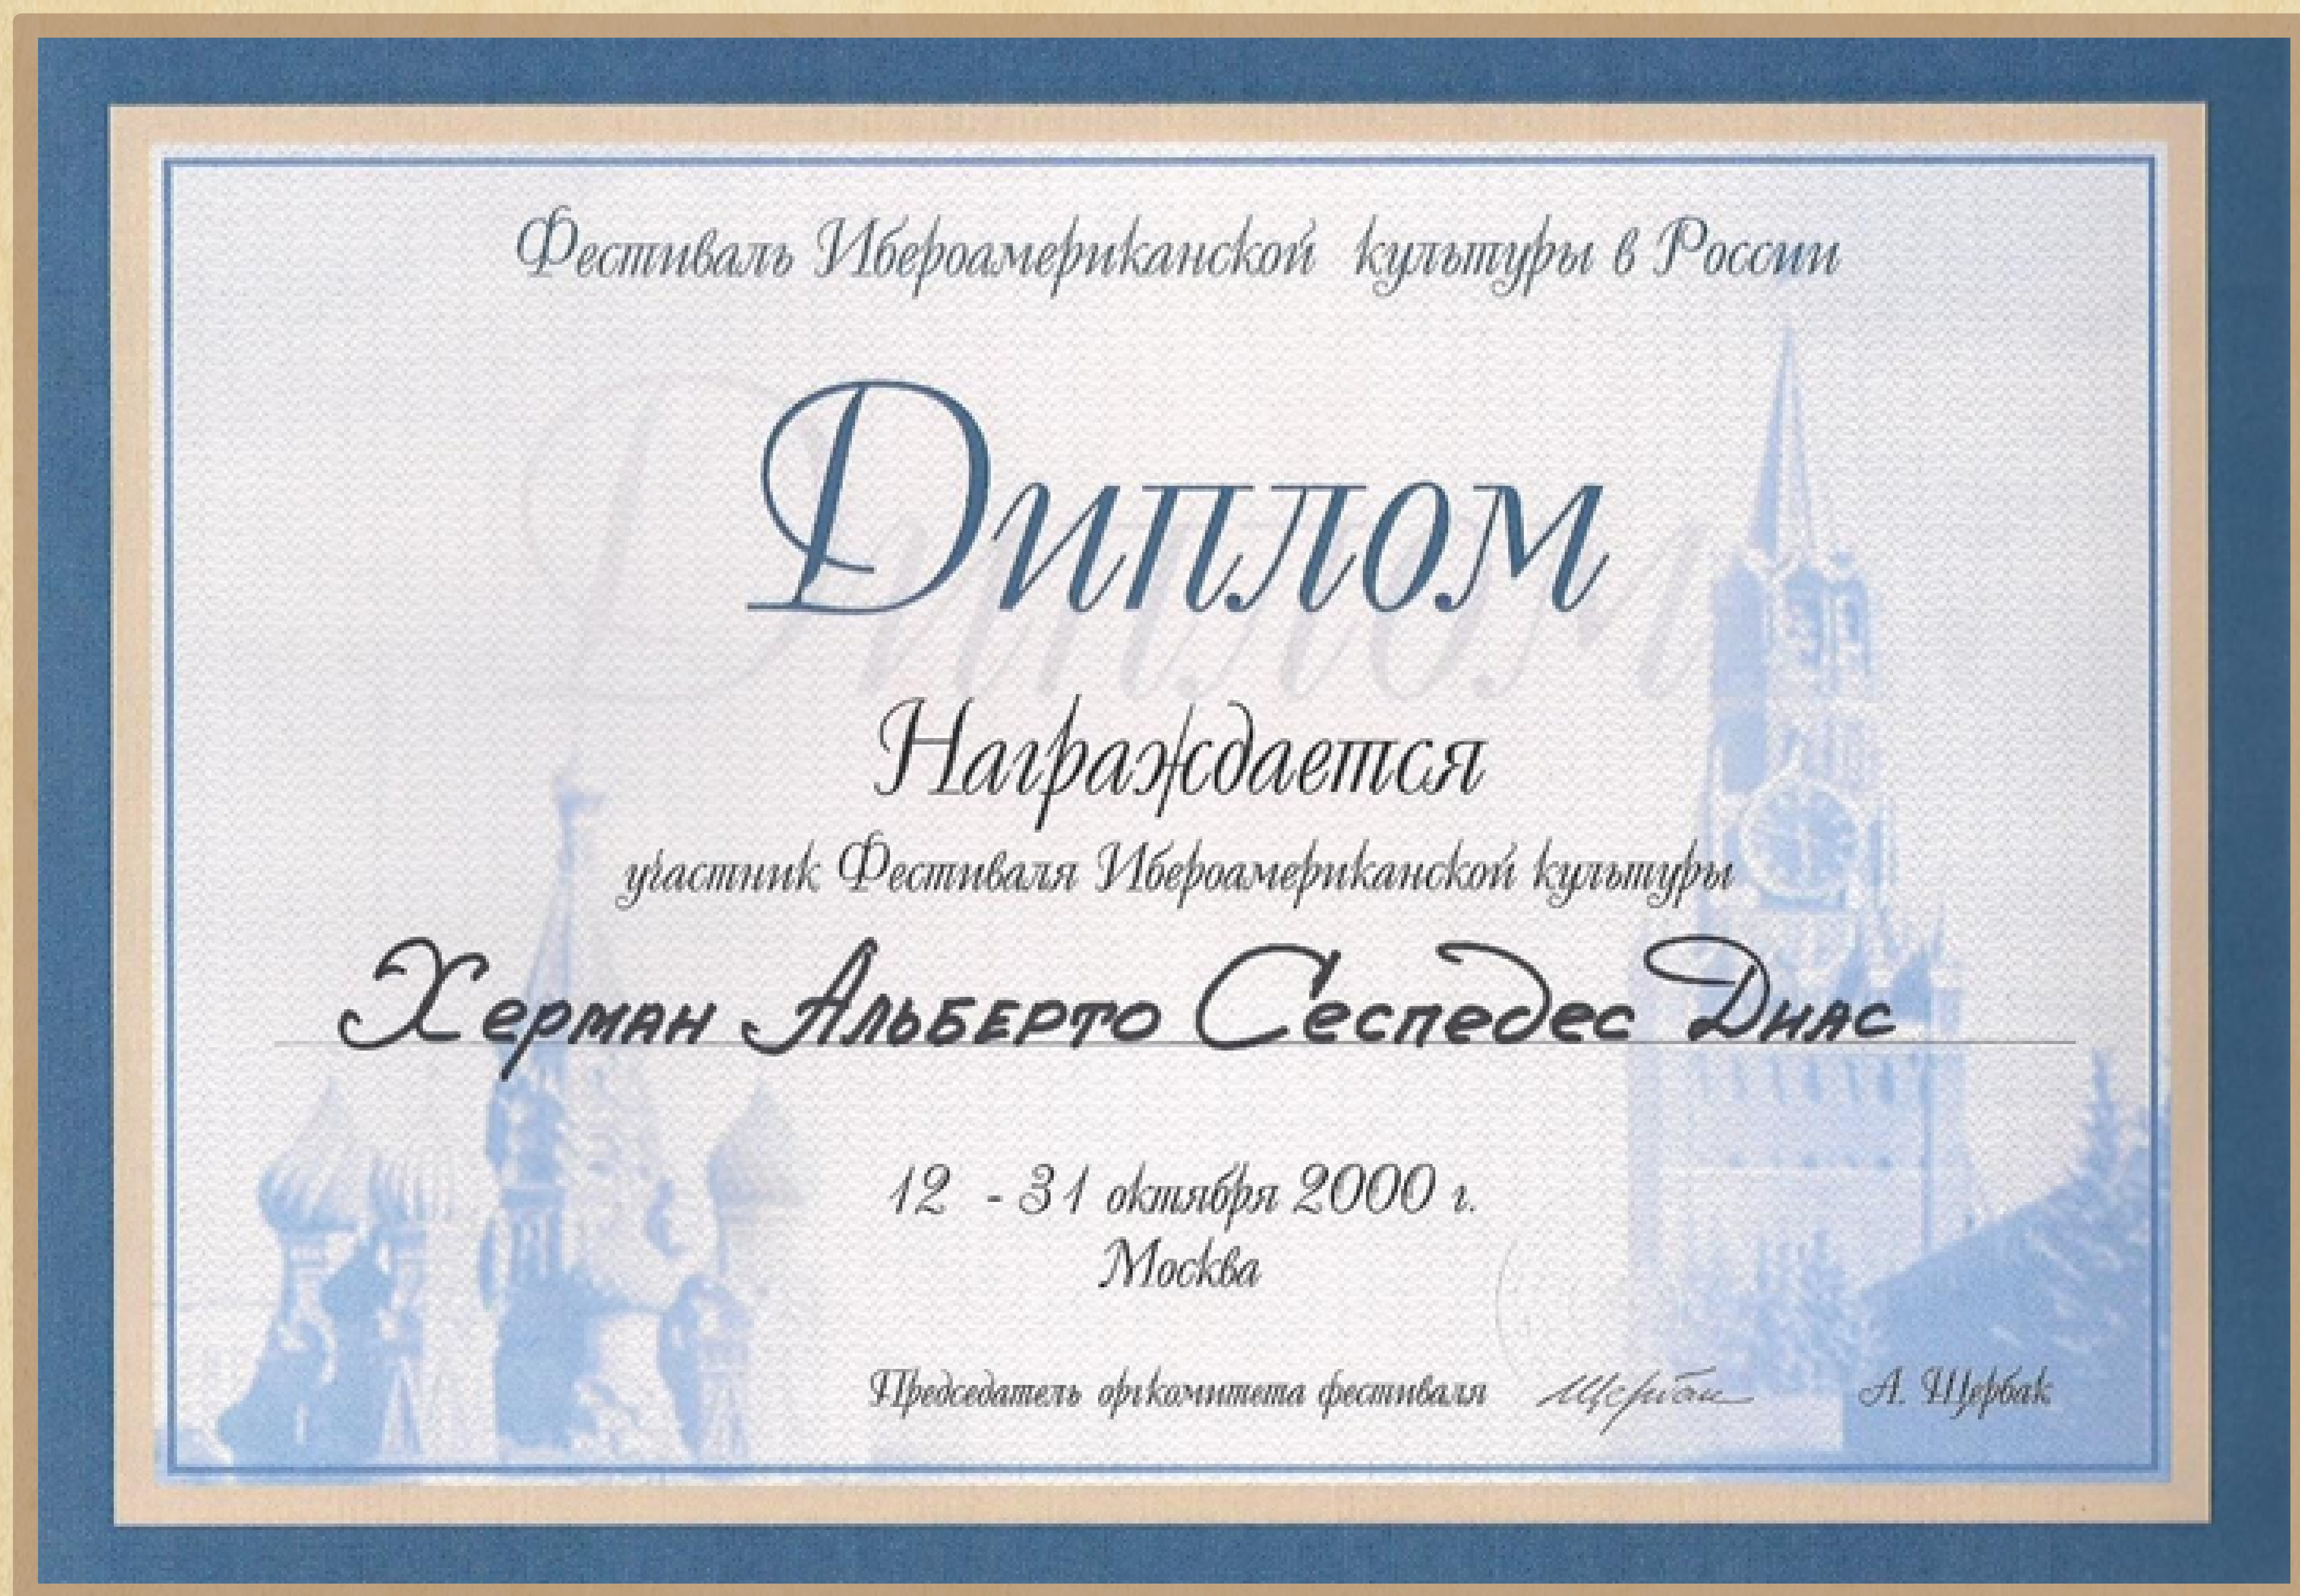 Фестиваль Ибероамериканской культуры в России
Диплом
Награждается
участник Фестиваля Ибероамериканской культуры
Херман Альберто Сеспедес Диас
12 - 31 октября 2000 г.
Москва
Председатель оргкомитета фестиваля Щербак А. Щербак